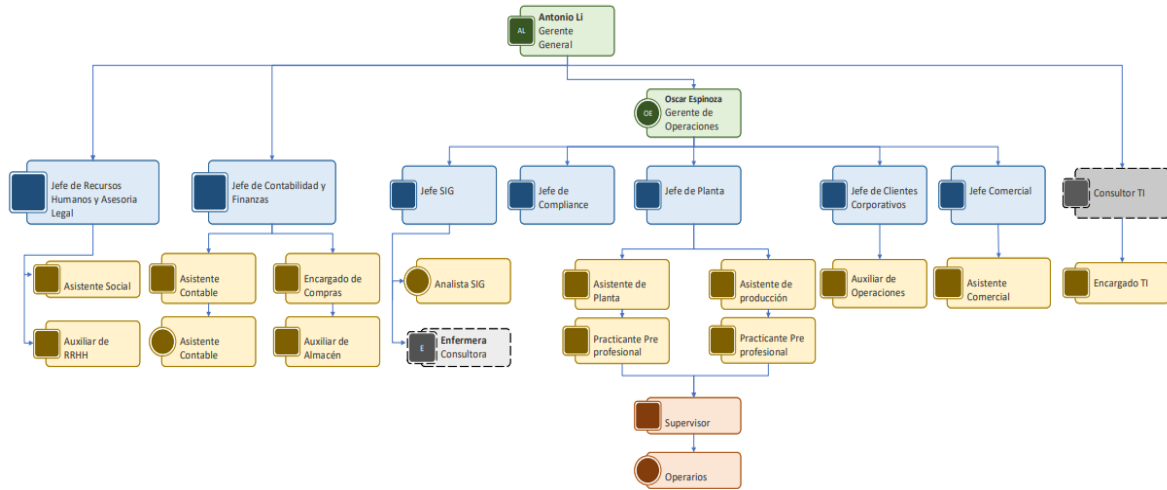 AL
Antonio Li
Gerente
General
OE
Oscar Espinoza
Gerente de
Operaciones
Jefe de Recursos
Humanos y Asesoria
Legal
Jefe de Contabilidad y
Finanzas
Jefe SIG
Jefe de
Compliance
Jefe de Planta
Jefe de Clientes
Corporativos
Jefe Comercial
Consultor TI
Asistente Social
Asistente
Contable
Encargado de
Compras
Analista SIG
Asistente de
Planta
Asistente de
producción
Auxiliar de
Operaciones
Asistente
Comercial
Encargado TI
Auxiliar de
RRHH
Asistente
Contable
Auxiliar de
Almacén
E
Enfermera
Consultora
Practicante Pre
profesional
Practicante Pre
profesional
Supervisor
Operarios